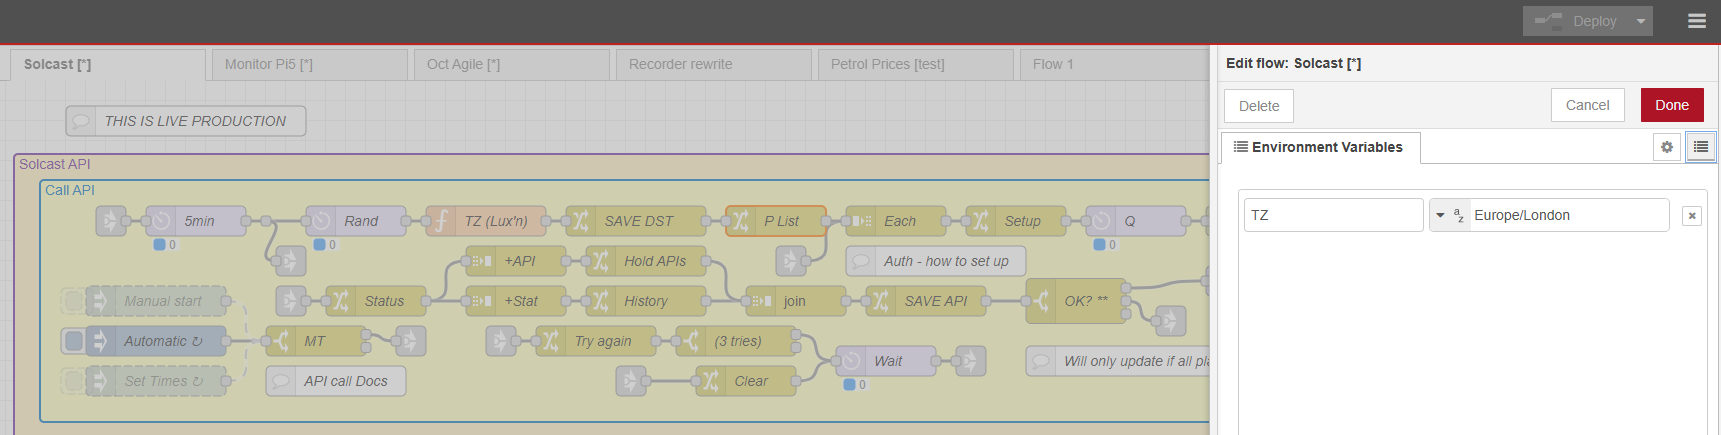 Deploy
Solcast [*]
Monitor Pi5 [*]
Oct Agile [*]
Recorder rewrite
Petrol Prices [test]
Flow 1
THIS IS LIVE PRODUCTION
Solcast API
Call API
5min
Rand
TZ (Lux'n)
SAVE DST
P List
Each
Setup
Q
0
0
0
+API
Hold APIs
Auth - how to set up
Manual start
Status
+Stat
History
join
SAVE API
OK? **
Automatic ↻
MT
Try again
(3 tries)
Wait
Will only update if all pla
0
Set Times ↻
API call Docs
Clear
Edit flow: Solcast [*]
Delete
Cancel
Done
Environment Variables
TZ
az
Europe/London